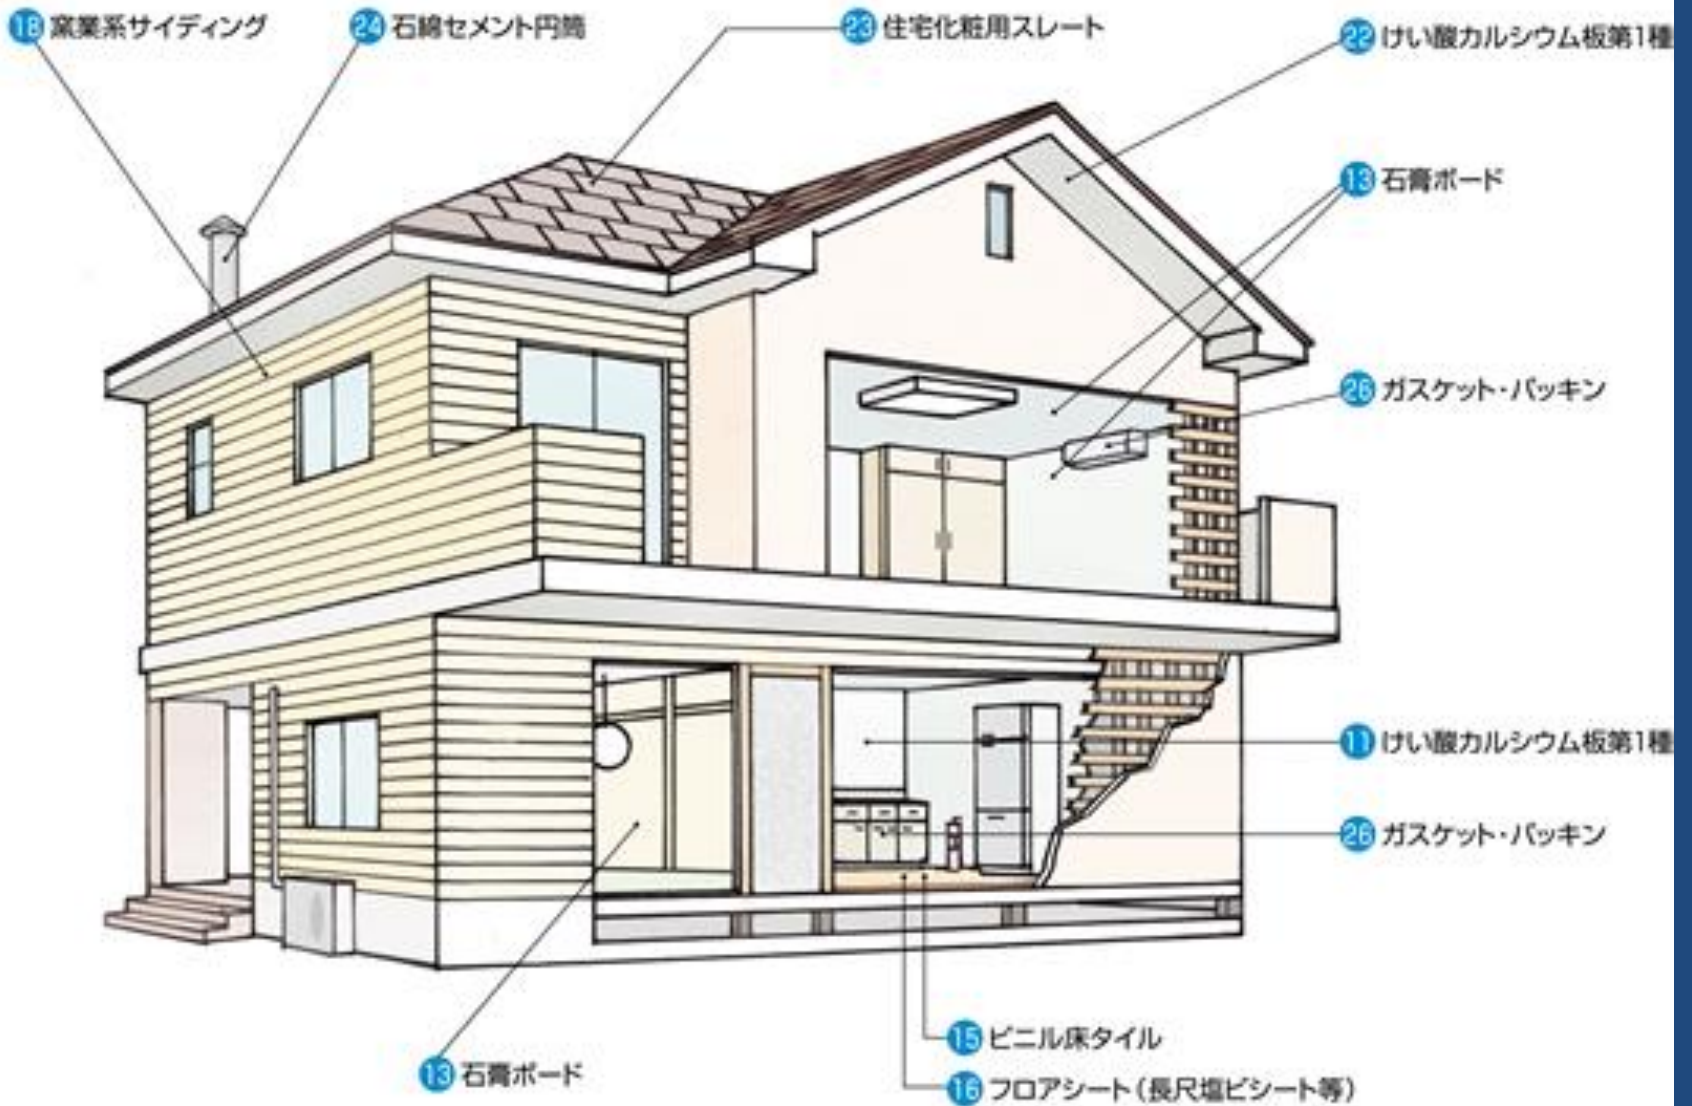 18 窯業系サイディング
24 石綿セメント円筒
23 住宅化粧用スレート
22 けい酸カルシウム板第1種
13 石膏ボード
26 ガスケット・パッキン
11 けい酸カルシウム板第1種
26 ガスケット・パッキン
15 ビニル床タイル
13 石膏ボード
16 フロアシート(長尺塩ビシート等)